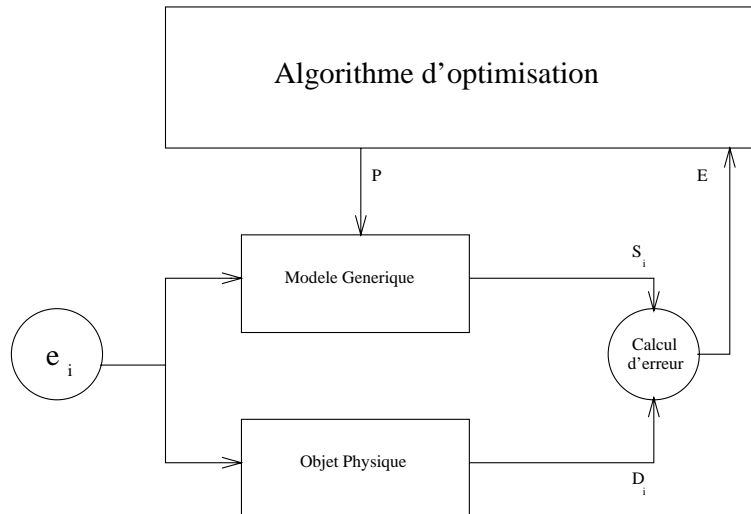 Algorithme d’optimisation
P
E
Modele Generique
S i
e i
Calcul
d’erreur
Objet Physique
D i